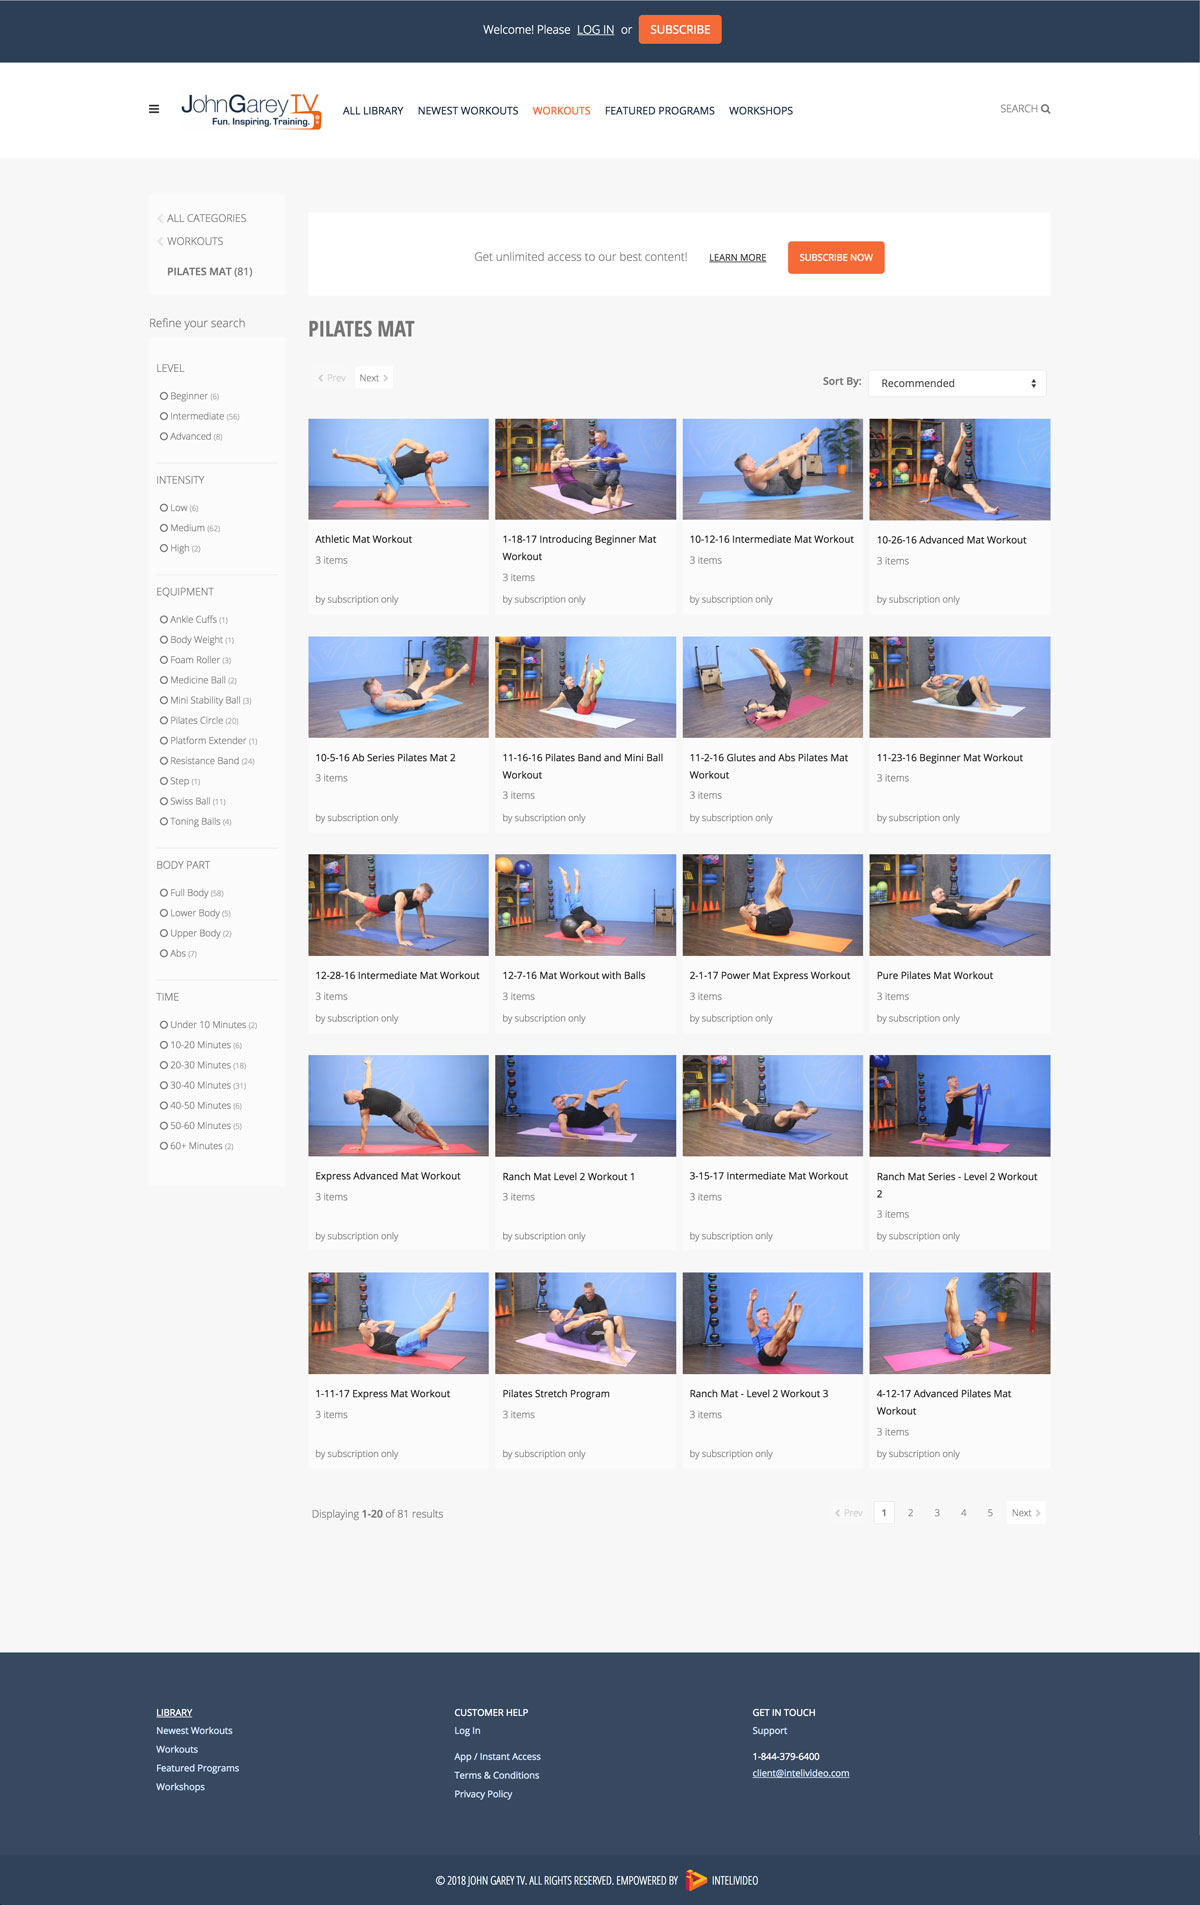 Welcome! Please LOG IN or SUBSCRIBE
JohnGarey TV
Fun. Inspiring. Training.
ALL LIBRARY NEWEST WORKOUTS WORKOUTS FEATURED PROGRAMS WORKSHOPS
SEARCH
ALL CATEGORIES
WORKOUTS
PILATES MAT (81)
Refine your search
LEVEL
Beginner (6)
Intermediate (56)
Advanced (8)
INTENSITY
Low (6)
Medium (62)
High (2)
EQUIPMENT
Ankle Cuffs (1)
Body Weight (1)
Foam Roller (3)
Medicine Ball (2)
Mini Stability Ball (3)
Pilates Circle (20)
Platform Extender (1)
Resistance Band (24)
Step (1)
Swiss Ball (11)
Toning Balls (4)
BODY PART
Full Body (58)
Lower Body (5)
Upper Body (2)
Abs (7)
TIME
Under 10 Minutes (2)
10-20 Minutes (6)
20-30 Minutes (18)
30-40 Minutes (31)
40-50 Minutes (6)
50-60 Minutes (5)
60+ Minutes (2)
Get unlimited access to our best content! LEARN MORE SUBSCRIBE NOW
PILATES MAT
Prev Next
Sort By: Recommended
Athletic Mat Workout
3 items
by subscription only
1-18-17 Introducing Beginner Mat
Workout
3 items
by subscription only
10-12-16 Intermediate Mat Workout
3 items
by subscription only
10-26-16 Advanced Mat Workout
3 items
by subscription only
10-5-16 Ab Series Pilates Mat 2
3 items
by subscription only
11-16-16 Pilates Band and Mini Ball
Workout
3 items
by subscription only
11-2-16 Glutes and Abs Pilates Mat
Workout
3 items
by subscription only
11-23-16 Beginner Mat Workout
3 items
by subscription only
12-28-16 Intermediate Mat Workout
3 items
by subscription only
12-7-16 Mat Workout with Balls
3 items
by subscription only
2-1-17 Power Mat Express Workout
3 items
by subscription only
Pure Pilates Mat Workout
3 items
by subscription only
Express Advanced Mat Workout
3 items
by subscription only
Ranch Mat Level 2 Workout 1
3 items
by subscription only
3-15-17 Intermediate Mat Workout
3 items
by subscription only
Ranch Mat Series - Level 2 Workout
2
3 items
by subscription only
1-11-17 Express Mat Workout
3 items
by subscription only
Pilates Stretch Program
3 items
by subscription only
Ranch Mat - Level 2 Workout 3
3 items
by subscription only
4-12-17 Advanced Pilates Mat
Workout
3 items
by subscription only
Displaying 1-20 of 81 results
Prev 1 2 3 4 5 Next
LIBRARY
Newest Workouts
Workouts
Featured Programs
Workshops
CUSTOMER HELP
Log In
App / Instant Access
Terms & Conditions
Privacy Policy
GET IN TOUCH
Support
1-844-379-6400
client@intelivideo.com
© 2018 JOHN GAREY TV. ALL RIGHTS RESERVED. EMPOWERED BY INTELIVIDEO